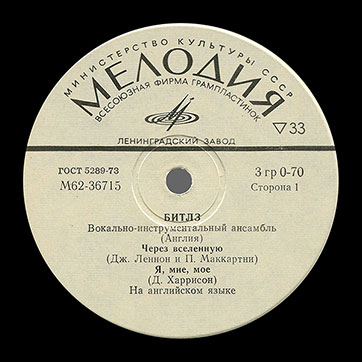 МИНИСТЕРСТВО КУЛЬТУРЫ СССР
МЕЛОДИЯ
ВСЕСОЮЗНАЯ ФИРМА ГРАМПЛАСТИНОК
ЛЕНИНГРАДСКИЙ ЗАВОД
▽33
ГОСТ 5289-73
М62-36715
3 гр 0-70
Сторона 1
БИТЛЗ
Вокально-инструментальный ансамбль
(Англия)
Через вселенную
(Дж. Леннон и П. Маккартни)
Я, мне, мое
(Д. Харрисон)
На английском языке